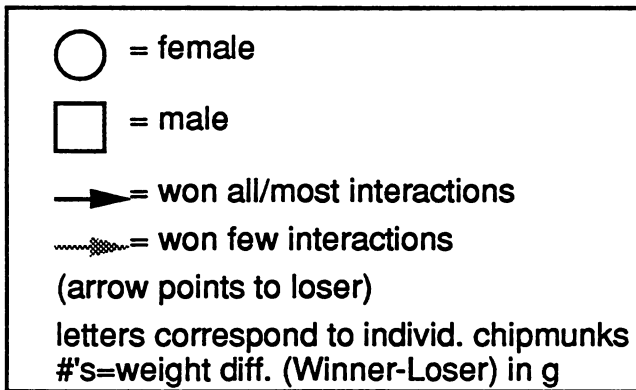 = female
= male
= won all/most interactions
= won few interactions
(arrow points to loser)
letters correspond to individ. chipmunks
#'s=weight diff. (Winner-Loser) in g